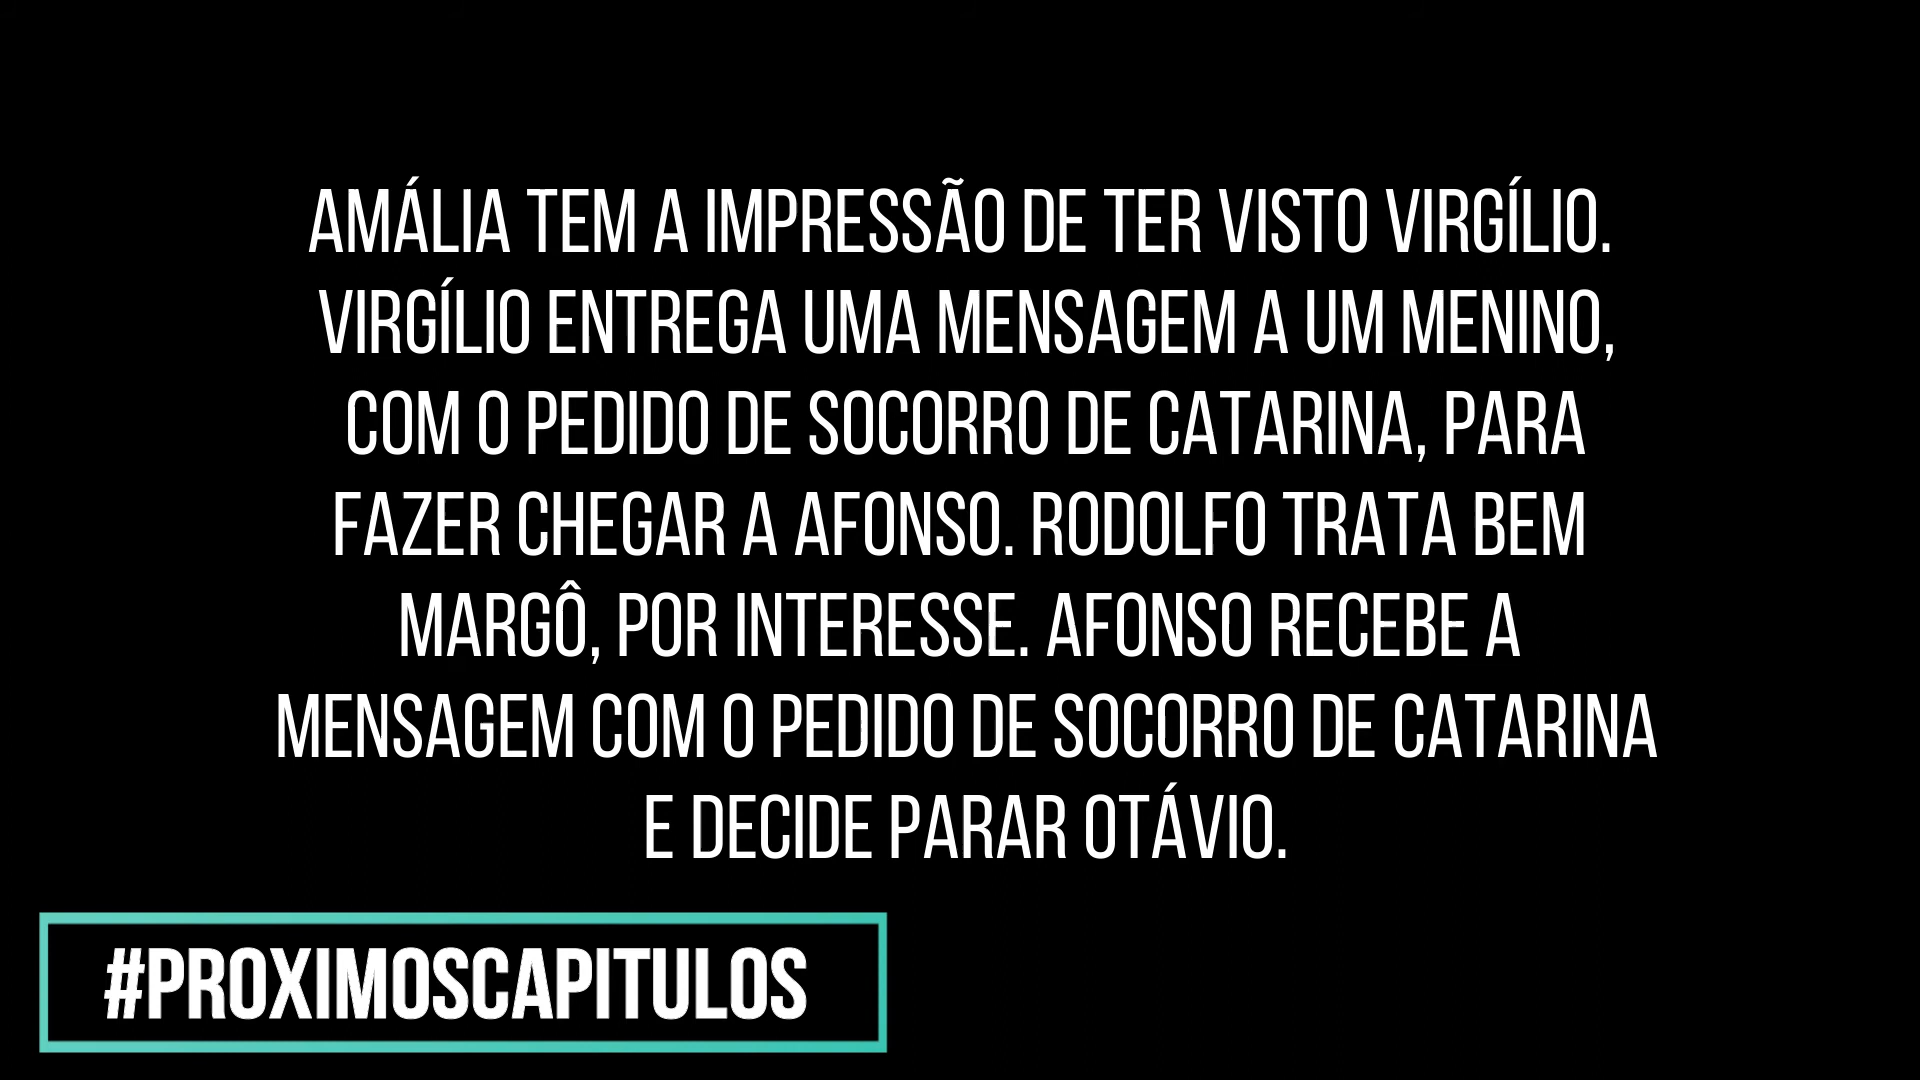 AMÁLIA TEM A IMPRESSÃO DE TER VISTO VIRGÍLIO.
VIRGÍLIO ENTREGA UMA MENSAGEM A UM MENINO,
COM O PEDIDO DE SOCORRO DE CATARINA, PARA
FAZER CHEGAR A AFONSO. RODOLFO TRATA BEM
MARGÔ, POR INTERESSE. AFONSO RECEBE A
MENSAGEM COM O PEDIDO DE SOCORRO DE CATARINA
E DECIDE PARAR OTÁVIO.
#PROXIMOSCAPITULOS